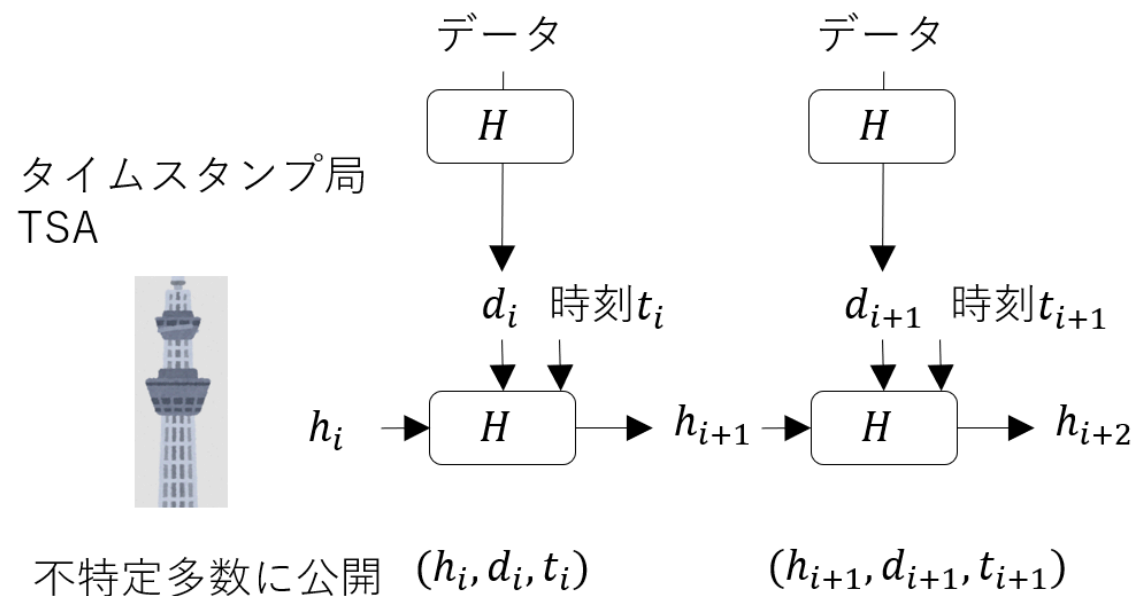 データ データ
H H
タイムスタンプ局
TSA
d_i 時刻t_i d_{i+1} 時刻t_{i+1}
h_i H h_{i+1} H h_{i+2}
不特定多数に公開 (h_i, d_i, t_i) (h_{i+1}, d_{i+1}, t_{i+1})